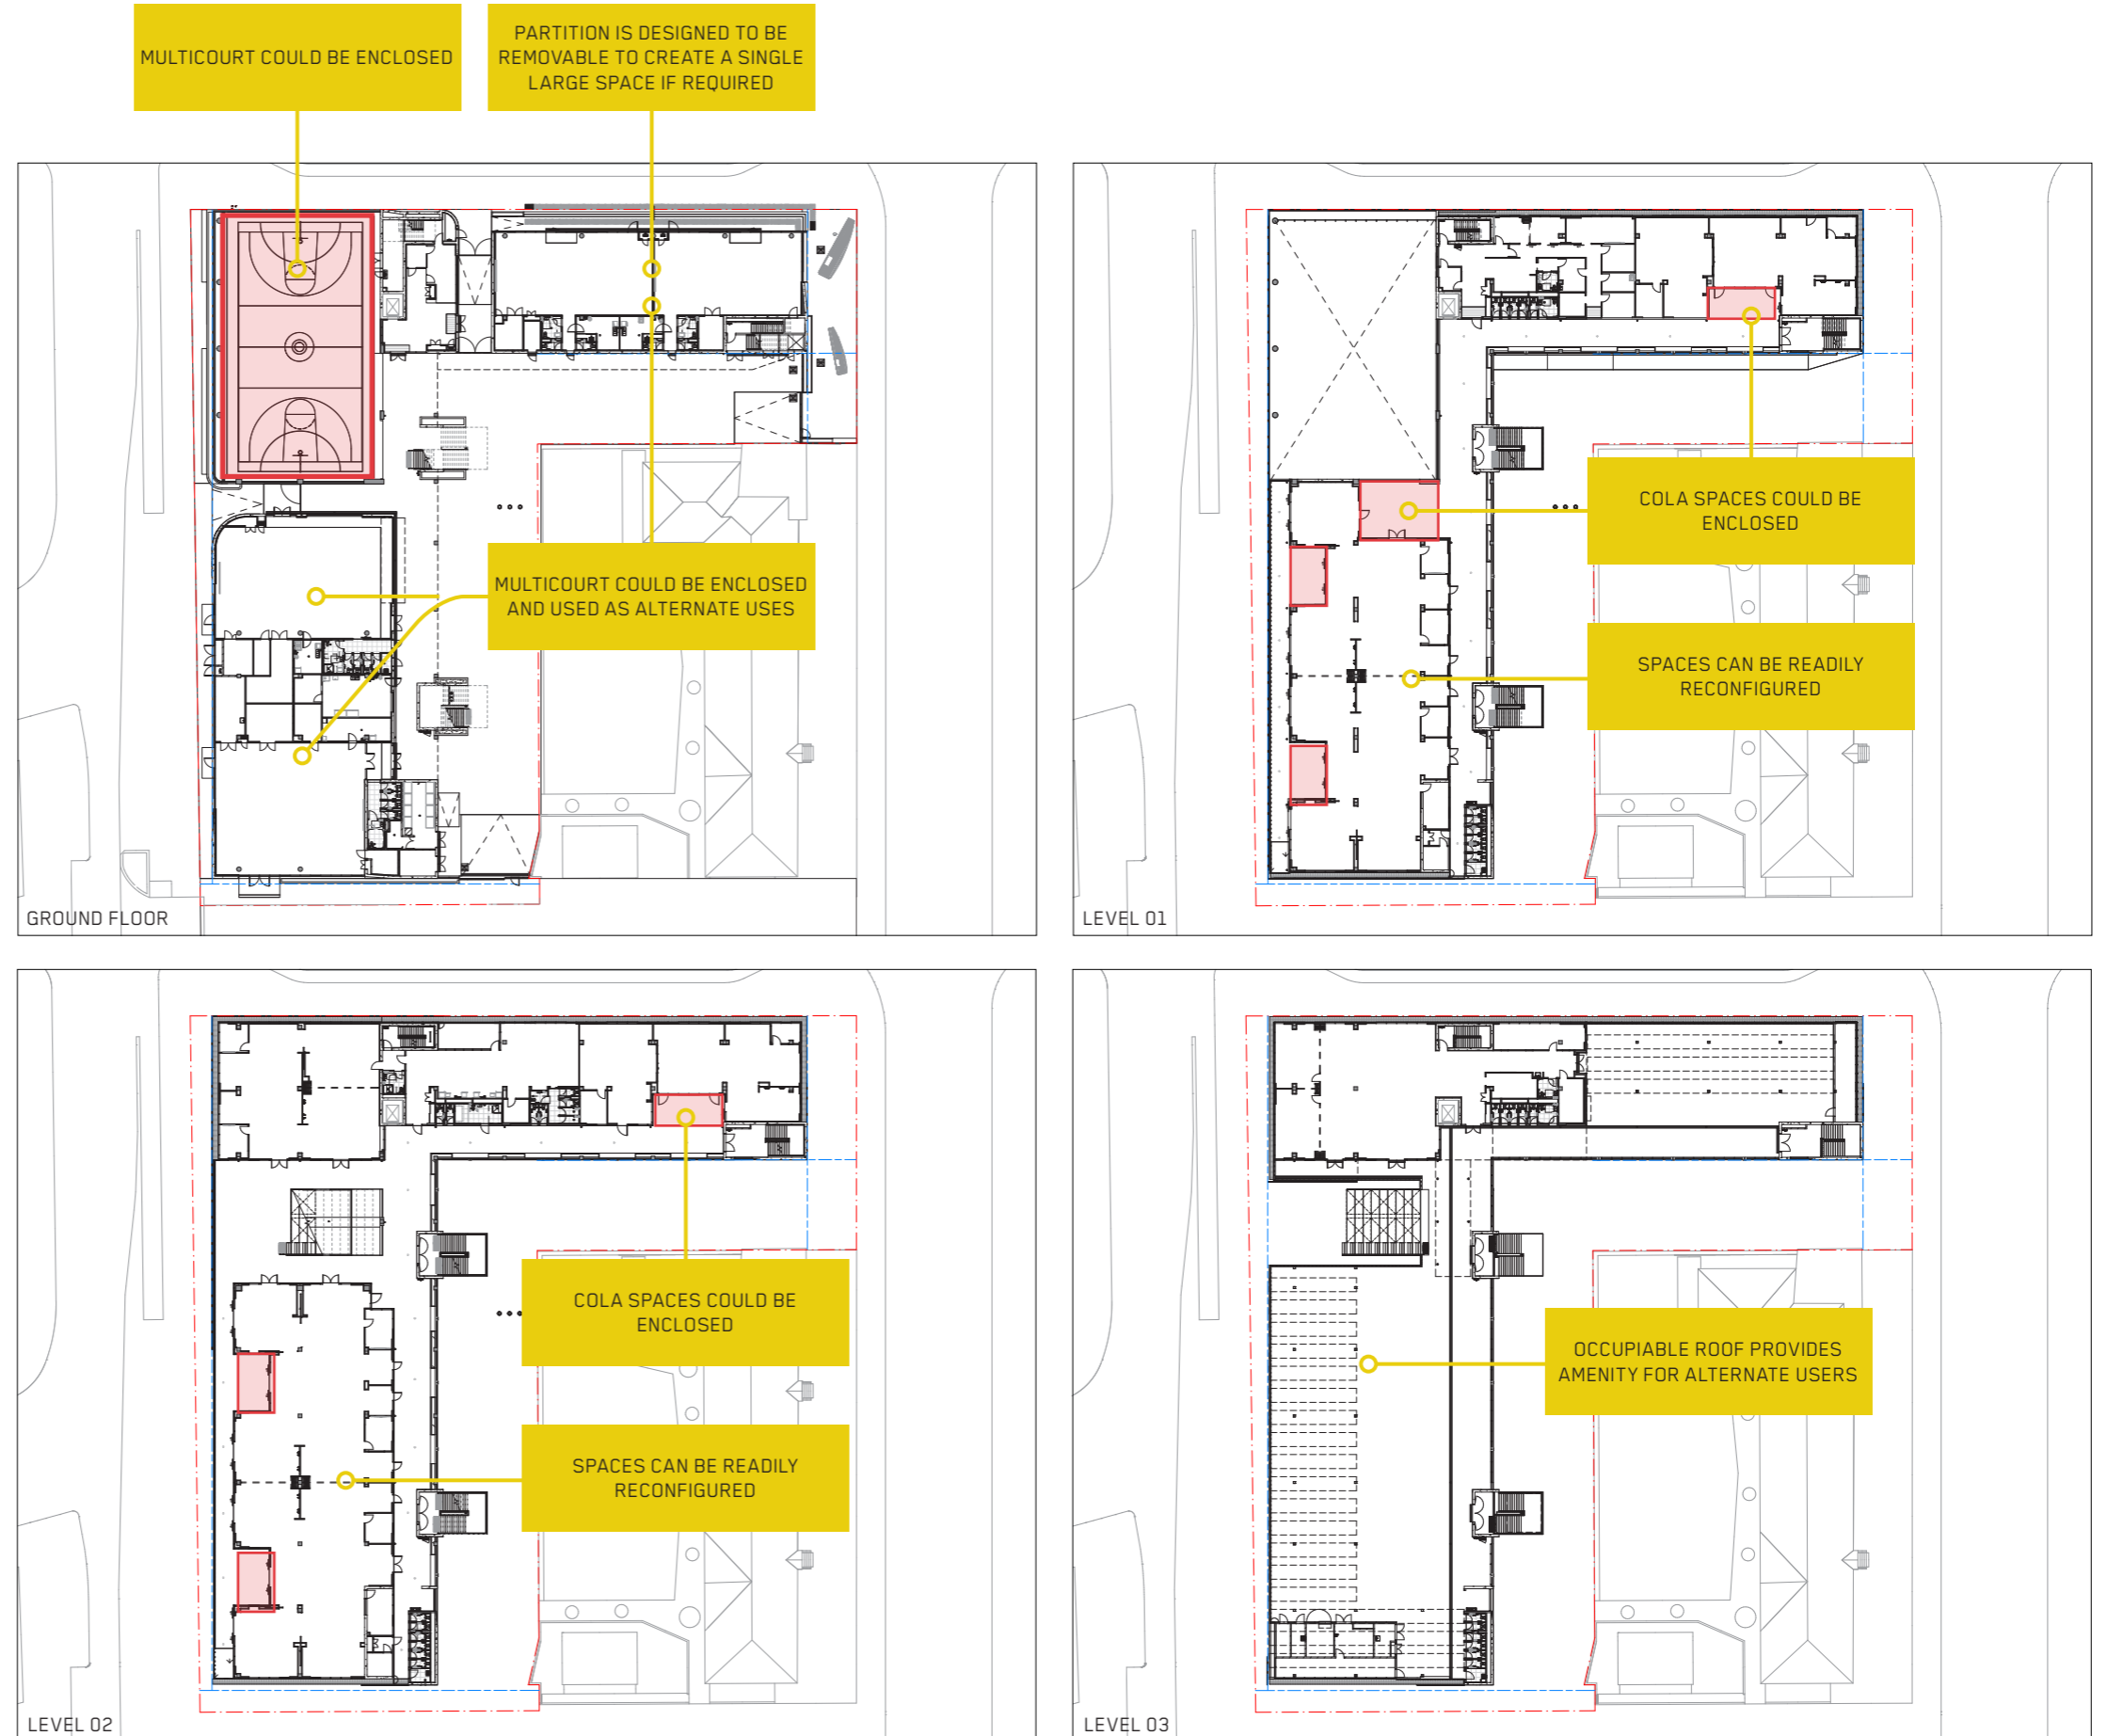 MULTICOURT COULD BE ENCLOSED
PARTITION IS DESIGNED TO BE
REMOVABLE TO CREATE A SINGLE
LARGE SPACE IF REQUIRED
MULTICOURT COULD BE ENCLOSED
AND USED AS ALTERNATE USES
GROUND FLOOR
COLA SPACES COULD BE
ENCLOSED
SPACES CAN BE READILY
RECONFIGURED
LEVEL 01
COLA SPACES COULD BE
ENCLOSED
SPACES CAN BE READILY
RECONFIGURED
LEVEL 02
OCCUPIABLE ROOF PROVIDES
AMENITY FOR ALTERNATE USERS
LEVEL 03